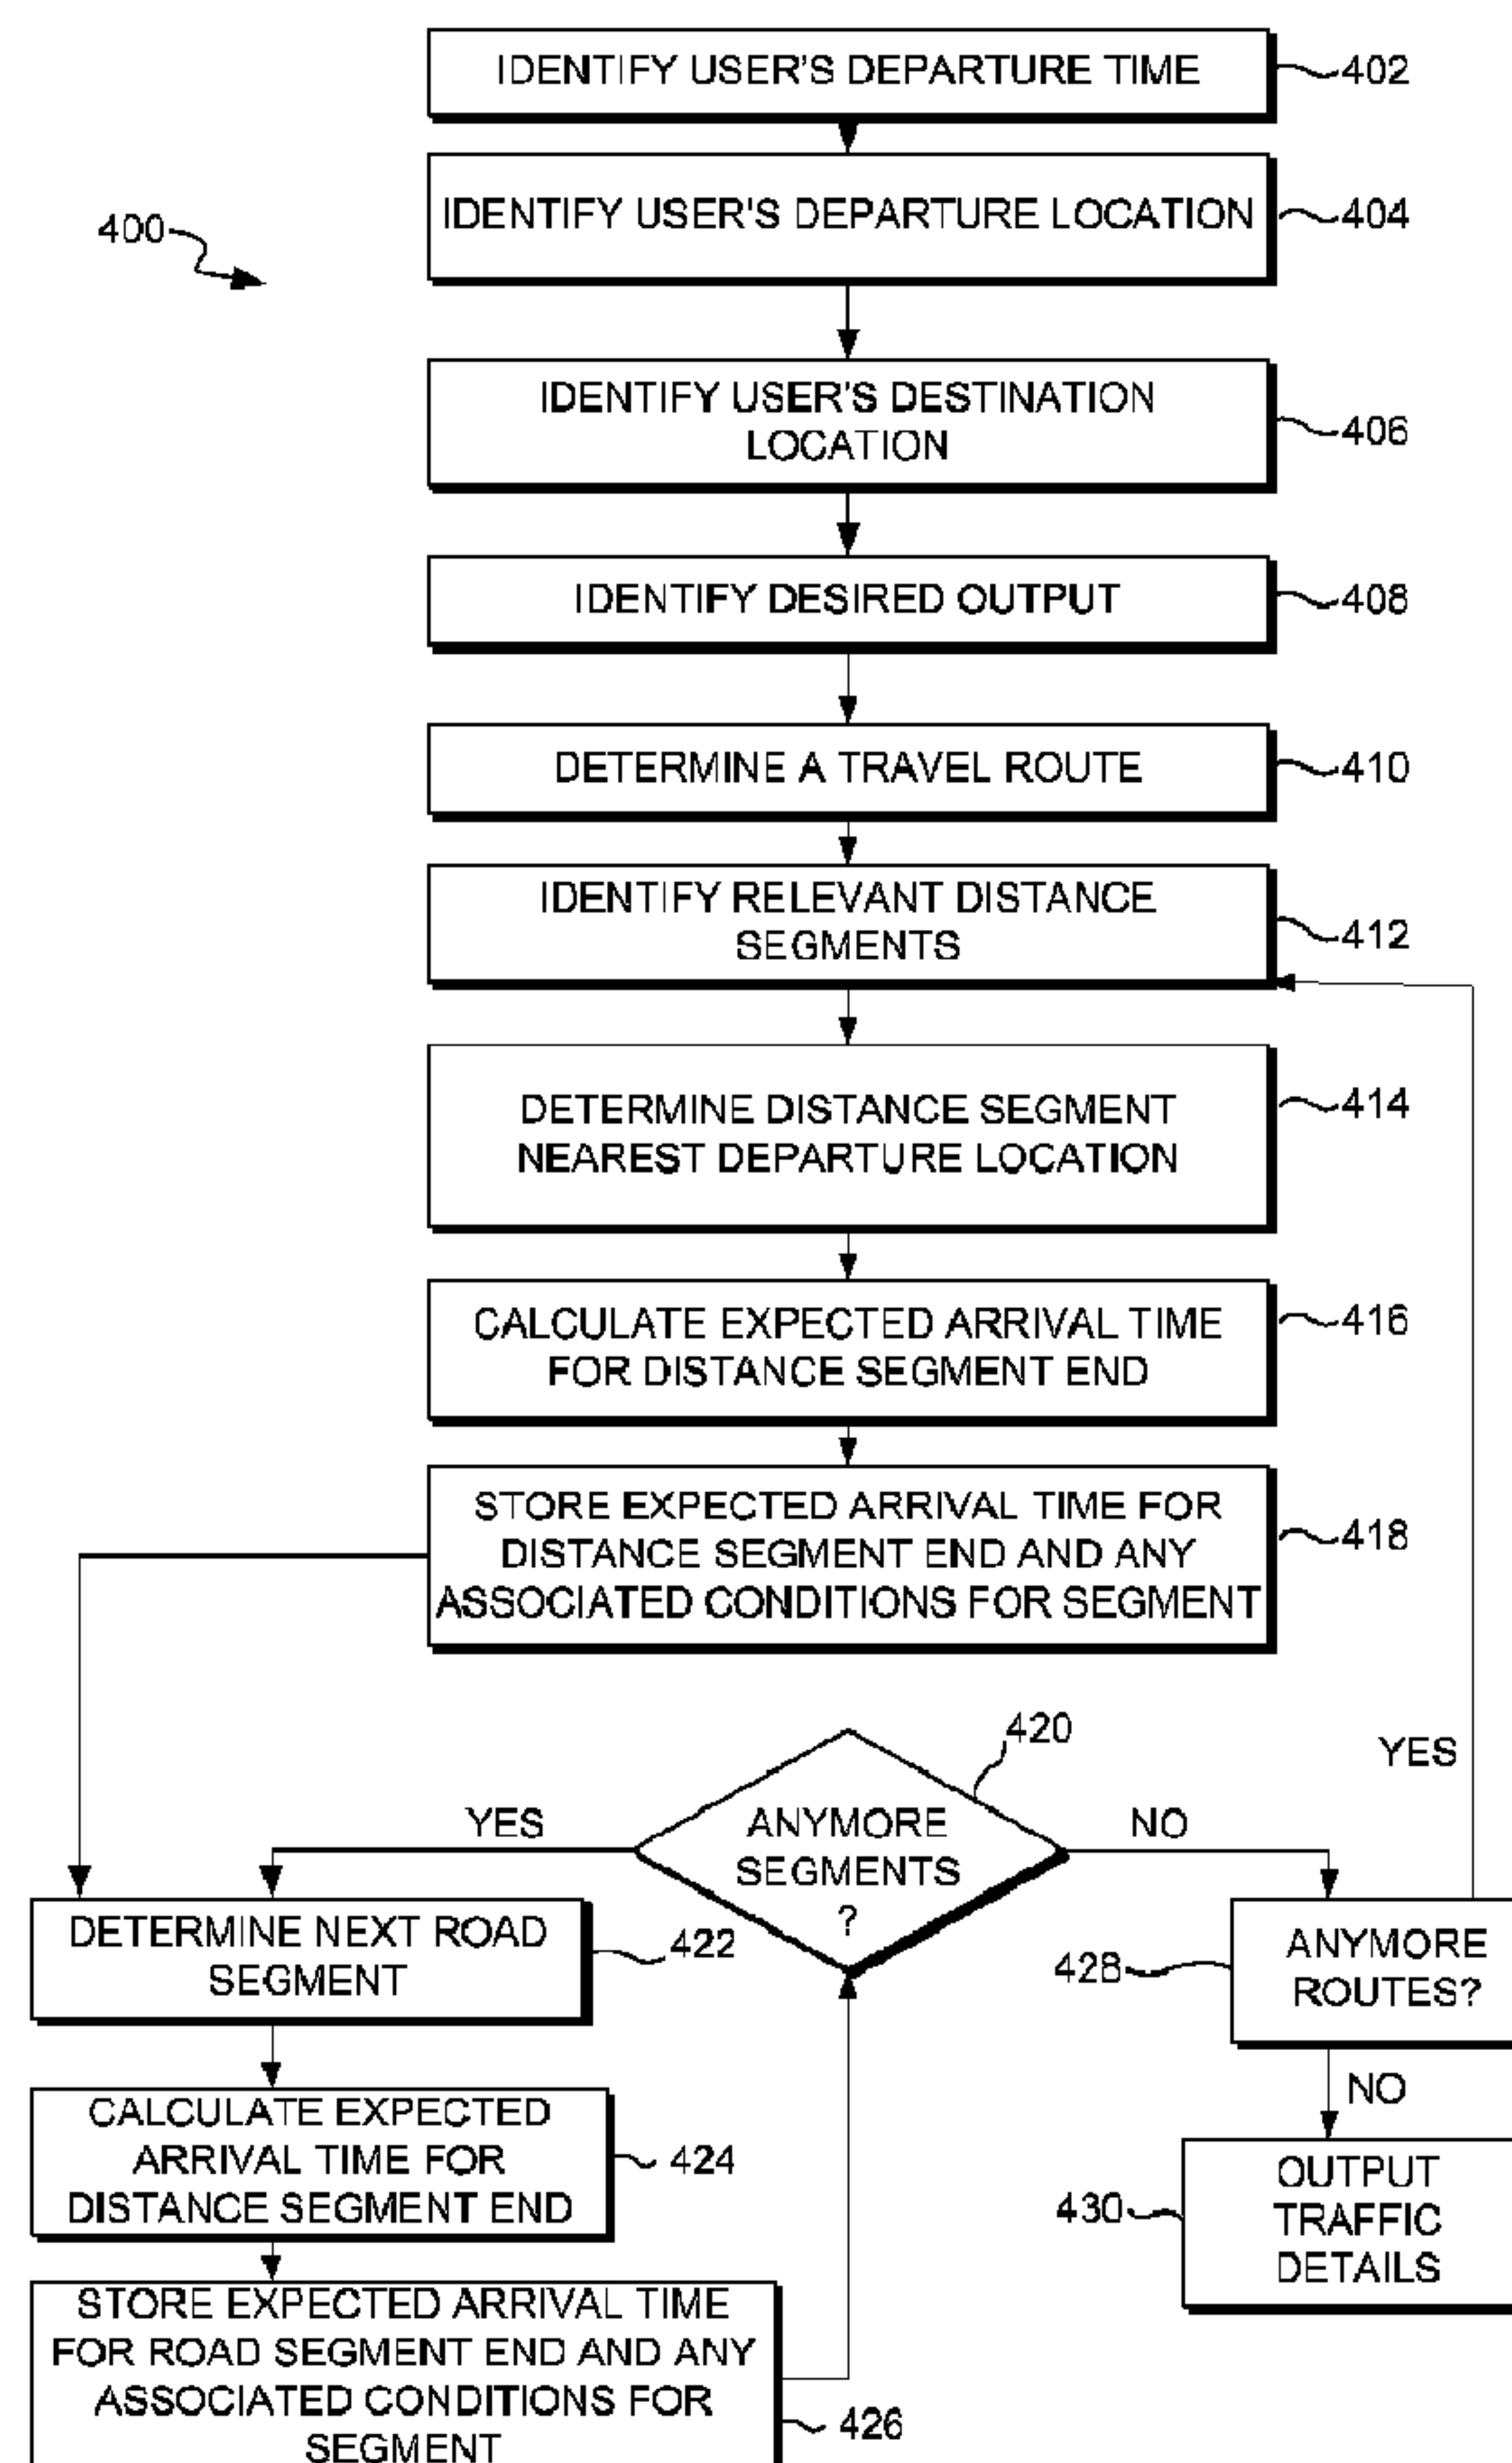 IDENTIFY USER'S DEPARTURE TIME
402
IDENTIFY USER'S DEPARTURE LOCATION
404
400
IDENTIFY USER'S DESTINATION
LOCATION
406
IDENTIFY DESIRED OUTPUT
408
DETERMINE A TRAVEL ROUTE
410
IDENTIFY RELEVANT DISTANCE
SEGMENTS
412
DETERMINE DISTANCE SEGMENT
NEAREST DEPARTURE LOCATION
414
CALCULATE EXPECTED ARRIVAL TIME
FOR DISTANCE SEGMENT END
416
STORE EXPECTED ARRIVAL TIME FOR
DISTANCE SEGMENT END AND ANY
ASSOCIATED CONDITIONS FOR SEGMENT
418
420
YES
YES
ANYMORE
SEGMENTS
?
NO
DETERMINE NEXT ROAD
SEGMENT
422
428
ANYMORE
ROUTES?
NO
CALCULATE EXPECTED
ARRIVAL TIME FOR
DISTANCE SEGMENT END
424
430
OUTPUT
TRAFFIC
DETAILS
STORE EXPECTED ARRIVAL TIME
FOR ROAD SEGMENT END AND ANY
ASSOCIATED CONDITIONS FOR
SEGMENT
426